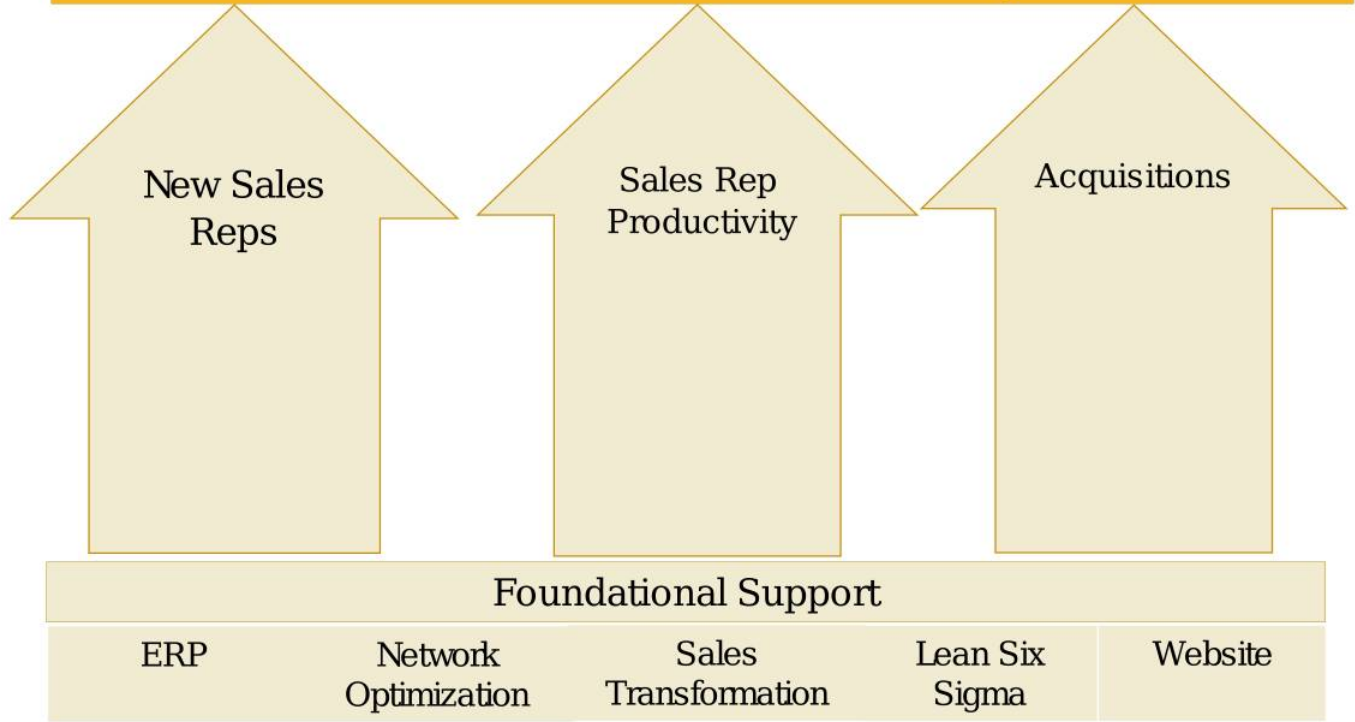 New Sales
Reps
Sales Rep
Productivity
Acquisitions
Foundational Support
ERP
Network
Optimization
Sales
Transformation
Lean Six
Sigma
Website